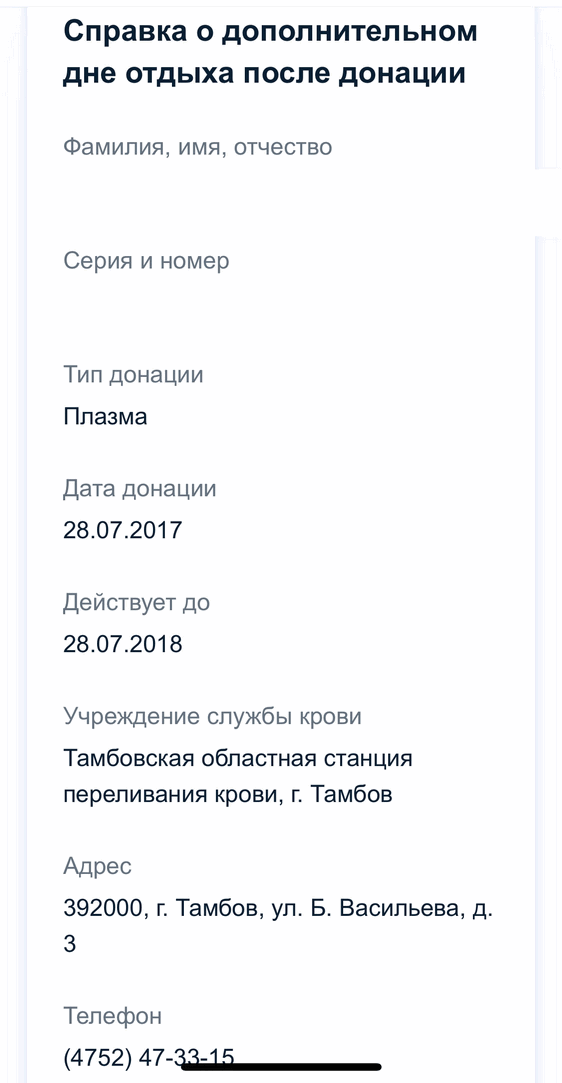 Справка о дополнительном
дне отдыха после донации
Фамилия, имя, отчество
Серия и номер
Тип донации
Плазма
Дата донации
28.07.2017
Действует до
28.07.2018
Учреждение службы крови
Тамбовская областная станция
переливания крови, г. Тамбов
Адрес
392000, г. Тамбов, ул. Б. Васильева, д.
3
Телефон
(4752) 47-33-15